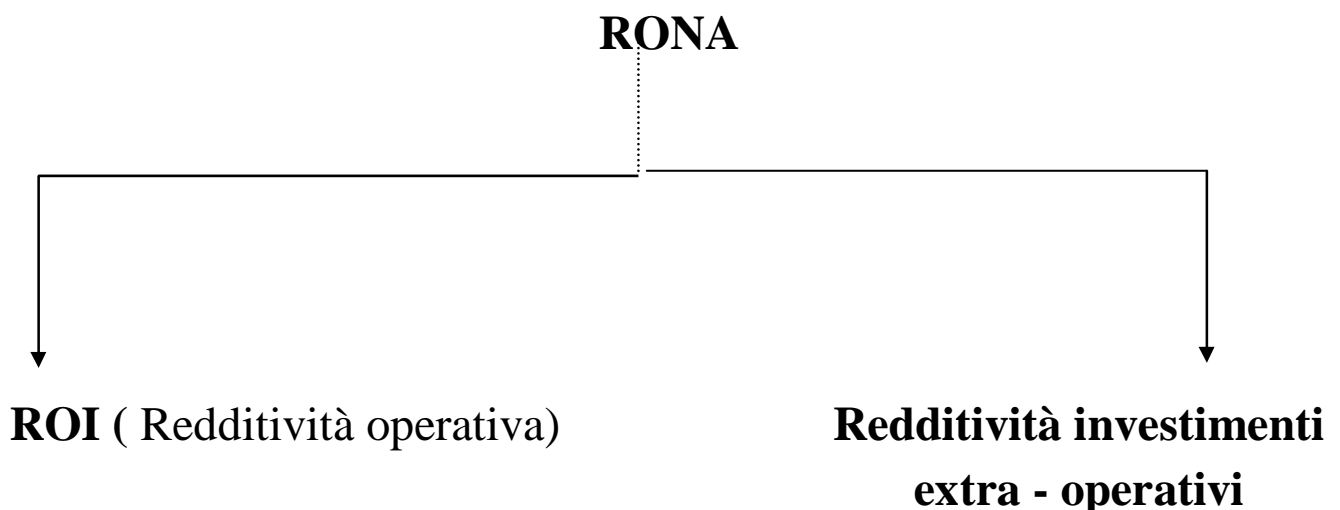 RONA
ROI ( Redditività operativa)
Redditività investimenti
extra - operativi